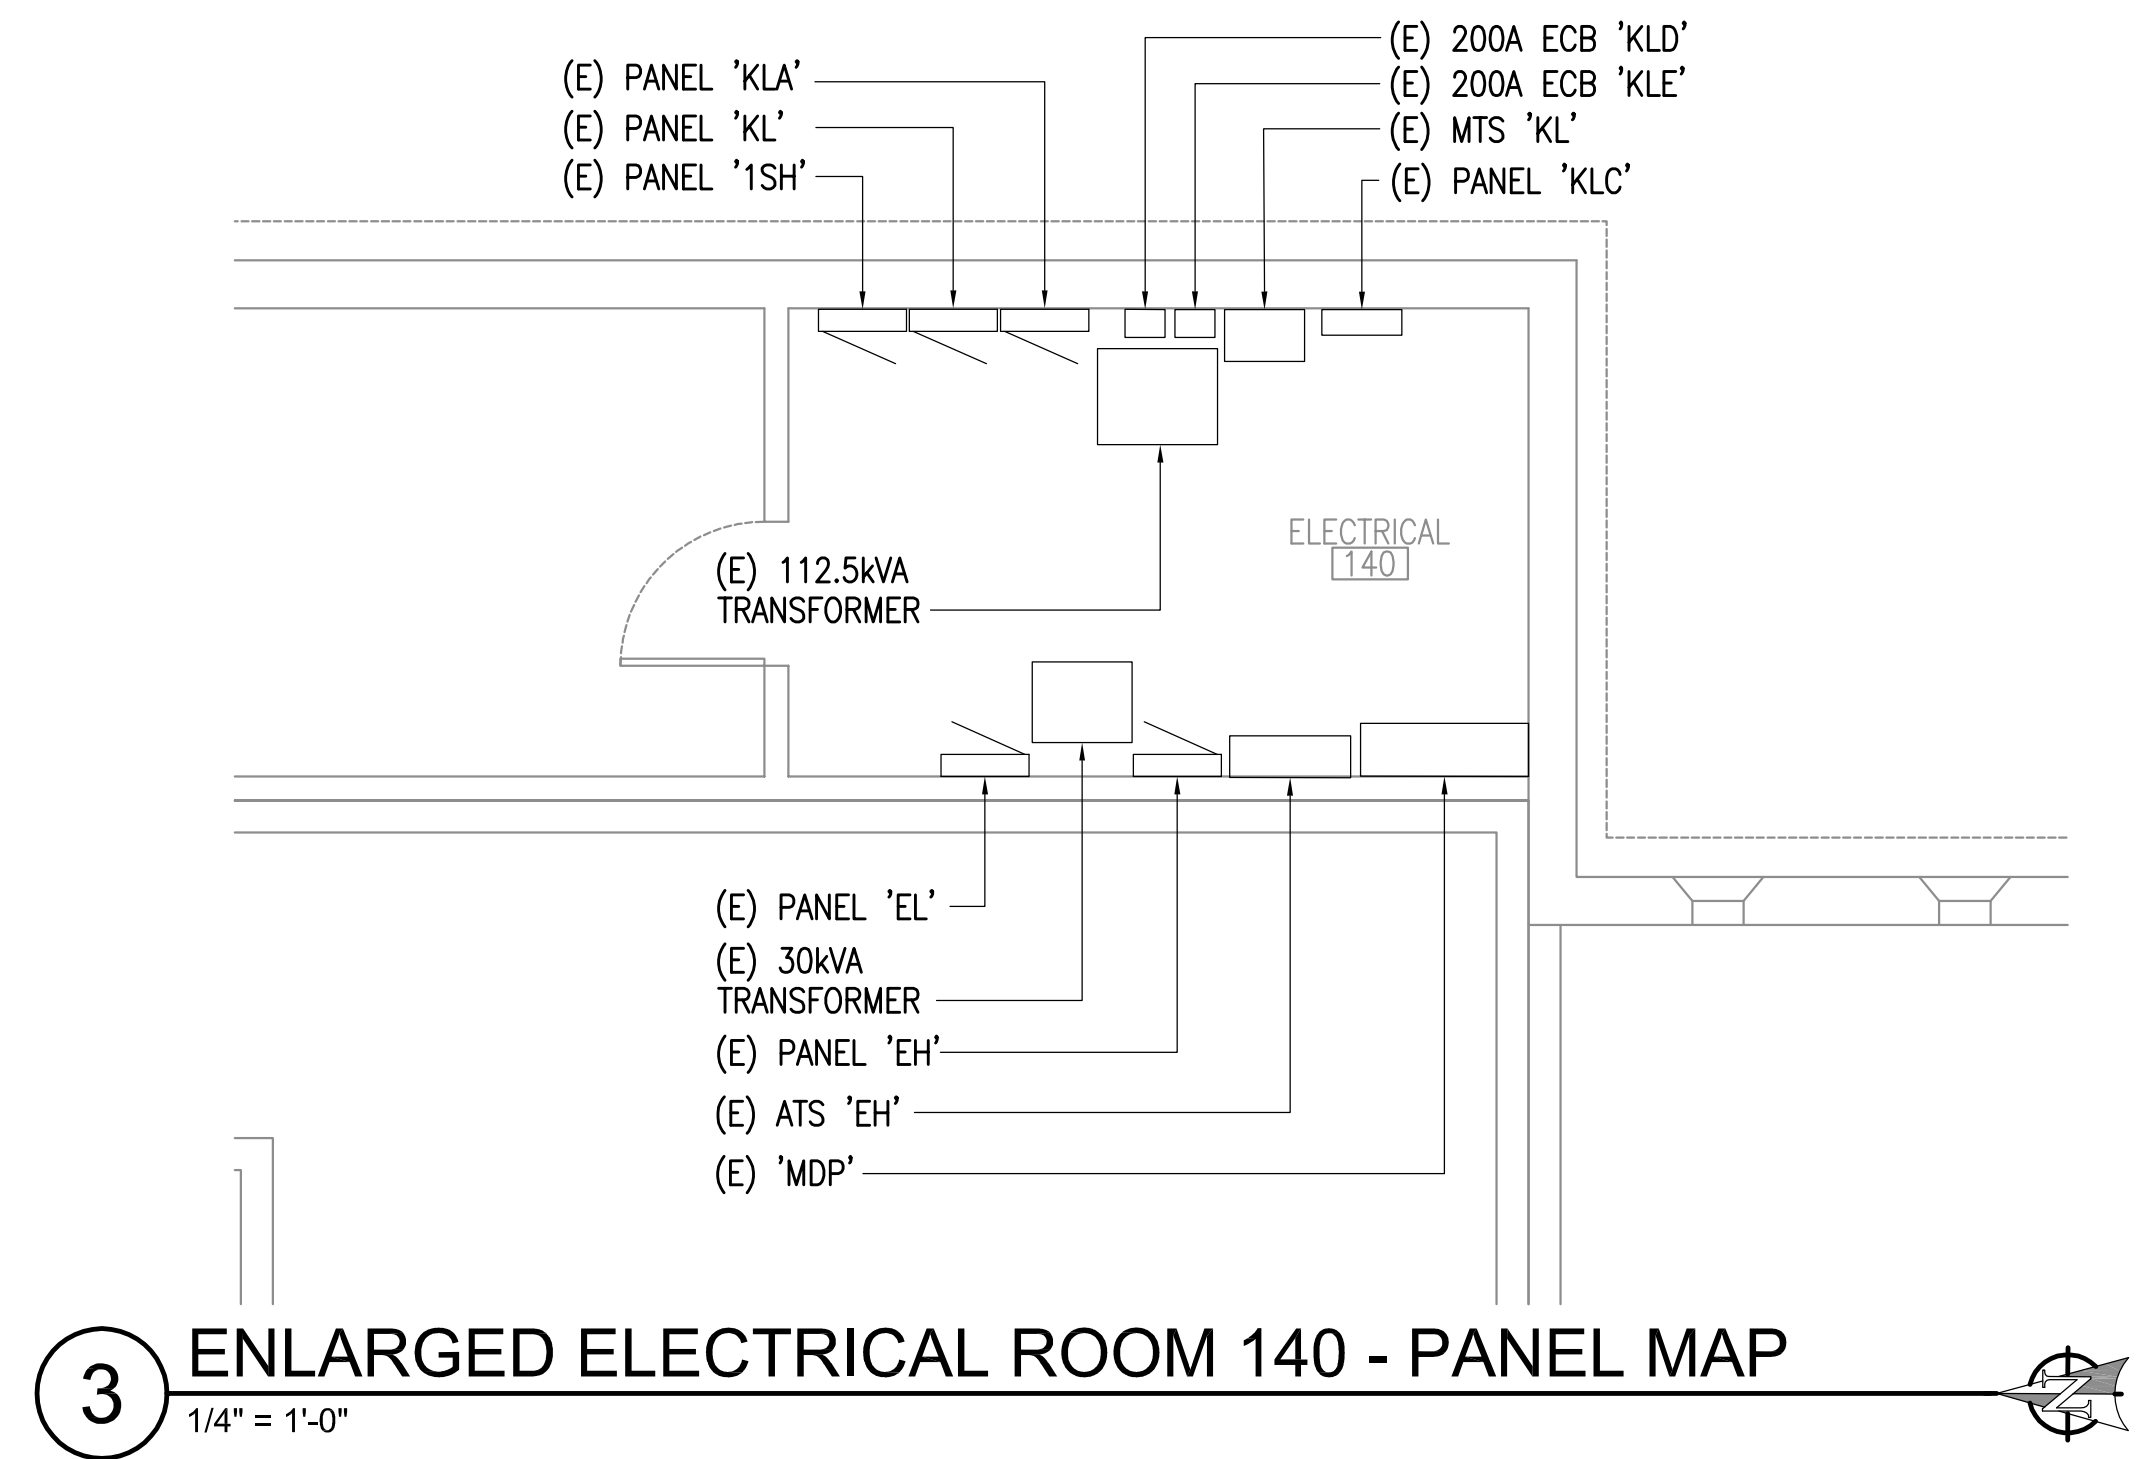 (E) PANEL 'KLA'
(E) PANEL 'KL'
(E) PANEL '1SH'
(E) 200A ECB 'KLD'
(E) 200A ECB 'KLE'
(E) MTS 'KL'
(E) PANEL 'KLC'
ELECTRICAL
140
(E) 112.5kVA
TRANSFORMER
(E) PANEL 'EL'
(E) 30kVA
TRANSFORMER
(E) PANEL 'EH'
(E) ATS 'EH'
(E) 'MDP'
3
ENLARGED ELECTRICAL ROOM 140 - PANEL MAP
1/4" = 1'-0"
N